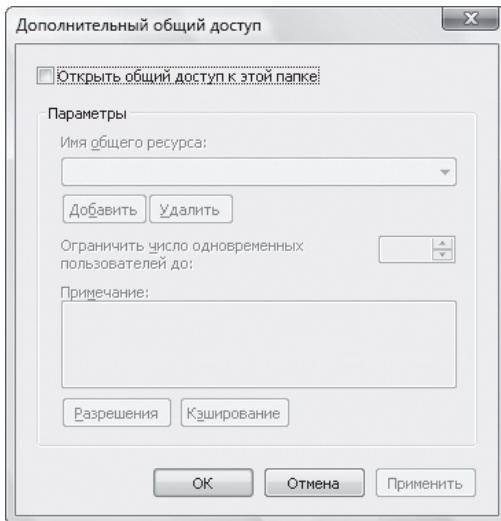 Дополнительный общий доступ
Открыть общий доступ к этой папке
Параметры
Имя общего ресурса:
Добавить Удалить
Ограничить число одновременных
пользователей до:
Примечание:
Разрешения Кэширование
ОК Отмена Применить